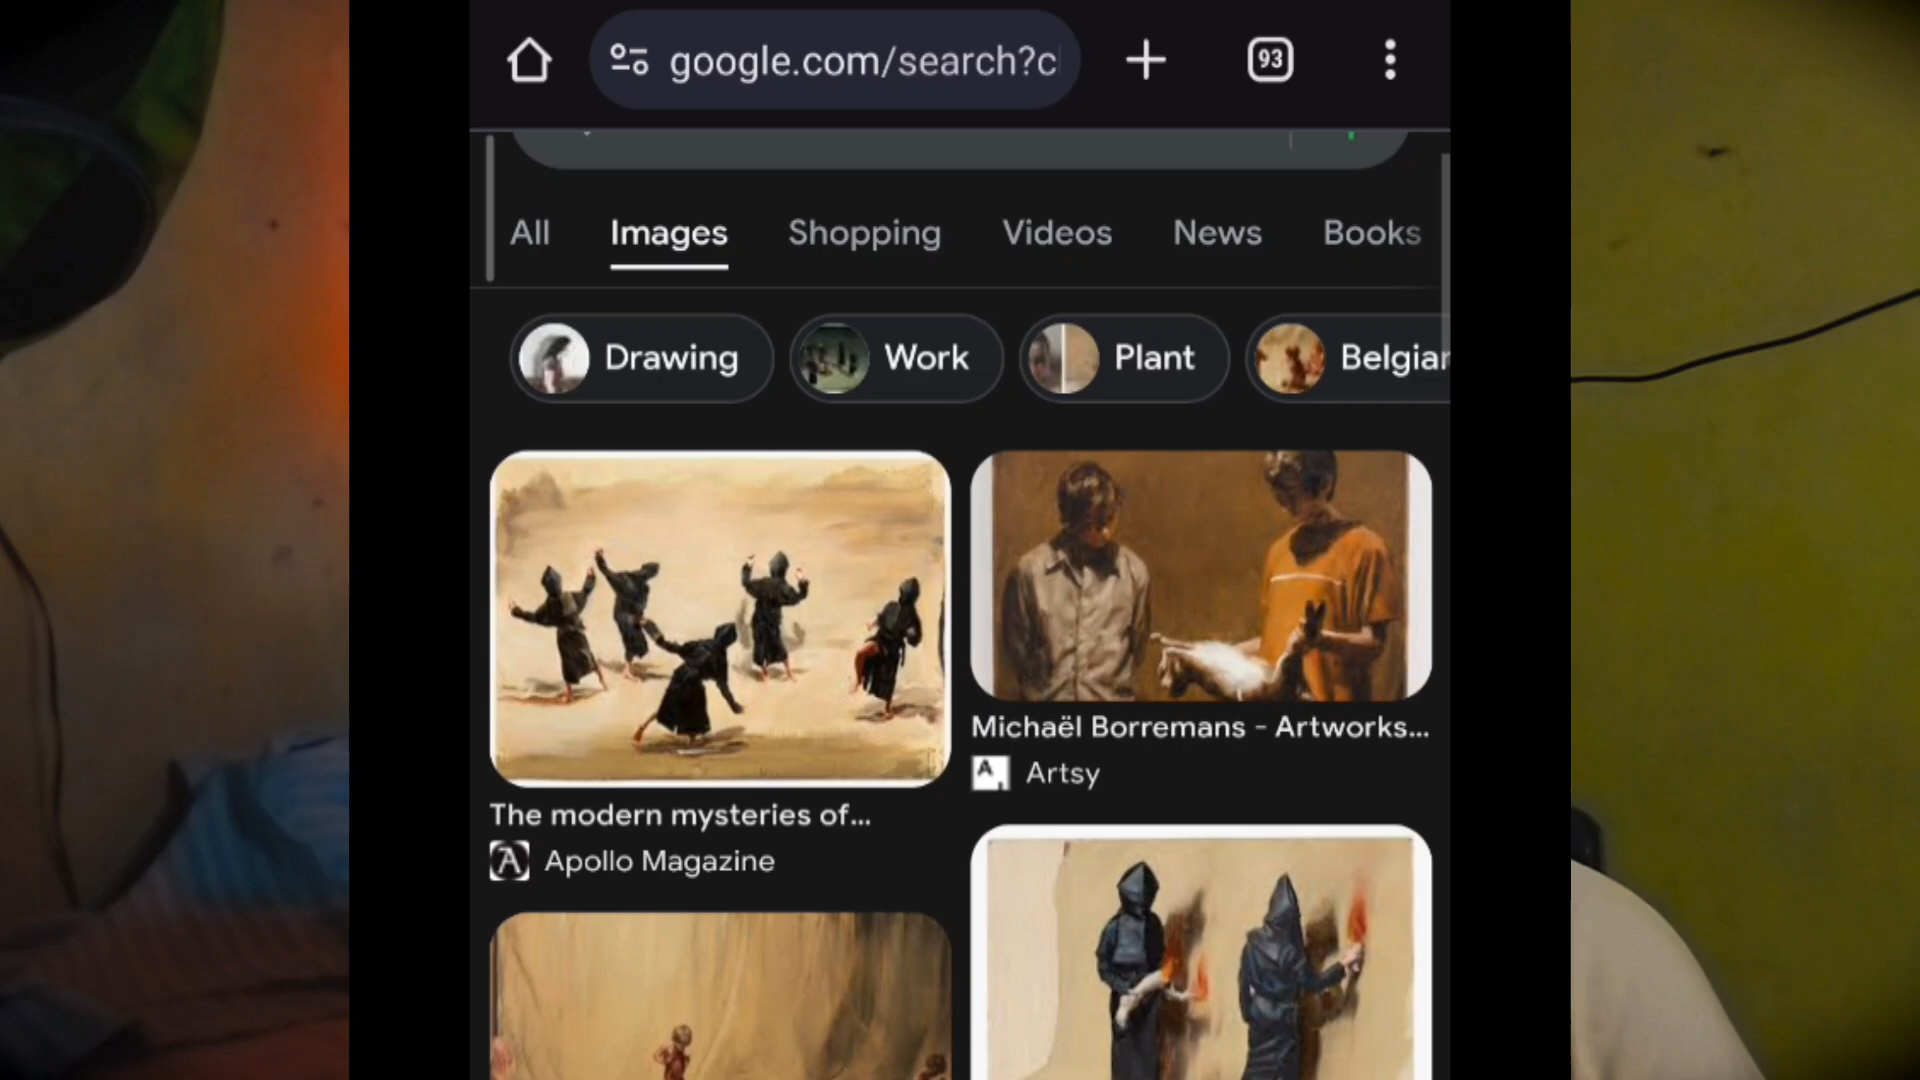 google.com/search?c
93
All Images Shopping Videos News Books
Drawing Work Plant Belgian
The modern mysteries of...
Apollo Magazine
Michaël Borremans - Artworks...
Artsy